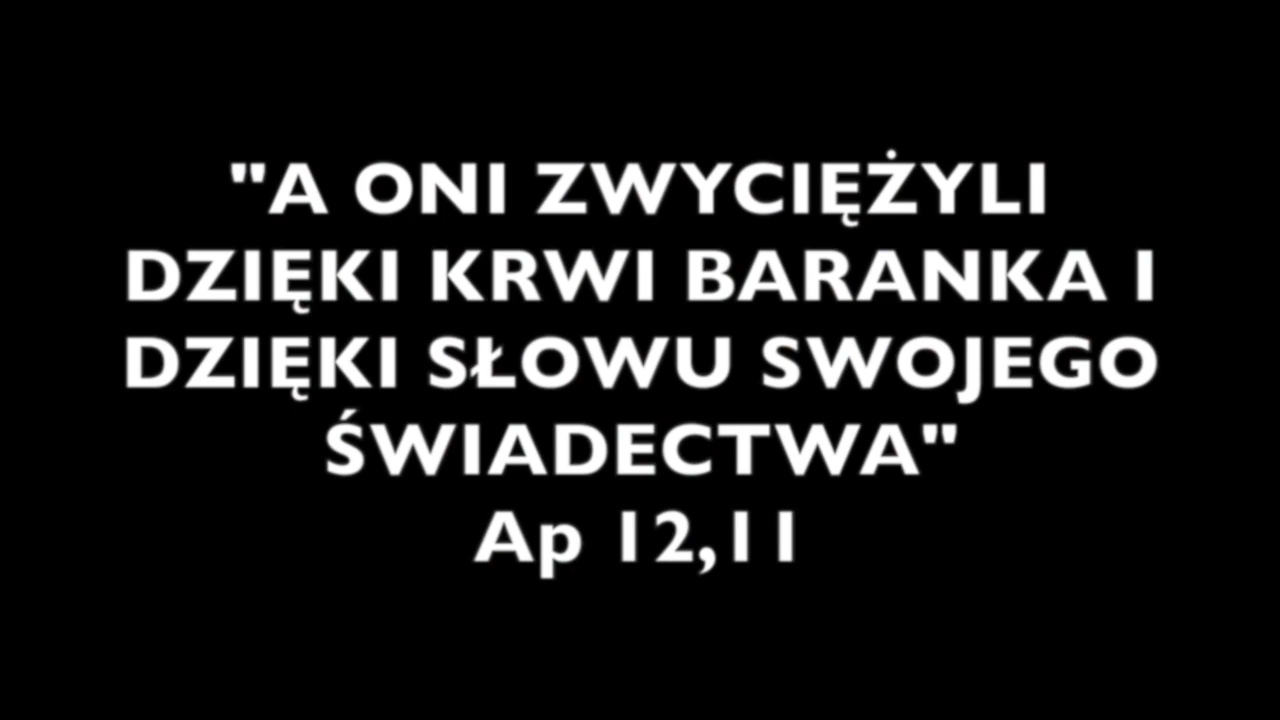 "A ONI ZWYCIĘŻYLI
DZIĘKI KRWI BARANKA I
DZIĘKI SŁOWU SWOJEGO
ŚWIADECTWA"
Ap 12,11